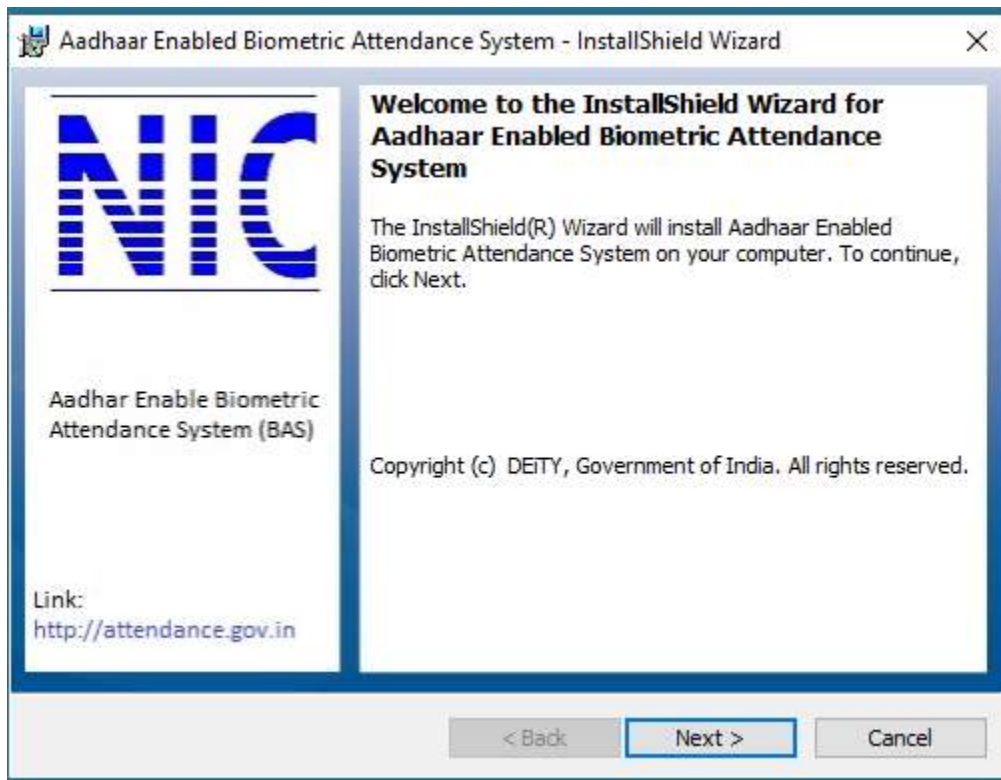 Aadhaar Enabled Biometric Attendance System - InstallShield Wizard
NIC
Aadhar Enable Biometric
Attendance System (BAS)
Link:
http://attendance.gov.in
Welcome to the InstallShield Wizard for
Aadhaar Enabled Biometric Attendance
System
The InstallShield(R) Wizard will install Aadhaar Enabled
Biometric Attendance System on your computer. To continue,
click Next.
Copyright (c) DEITY, Government of India. All rights reserved.
< Back
Next >
Cancel